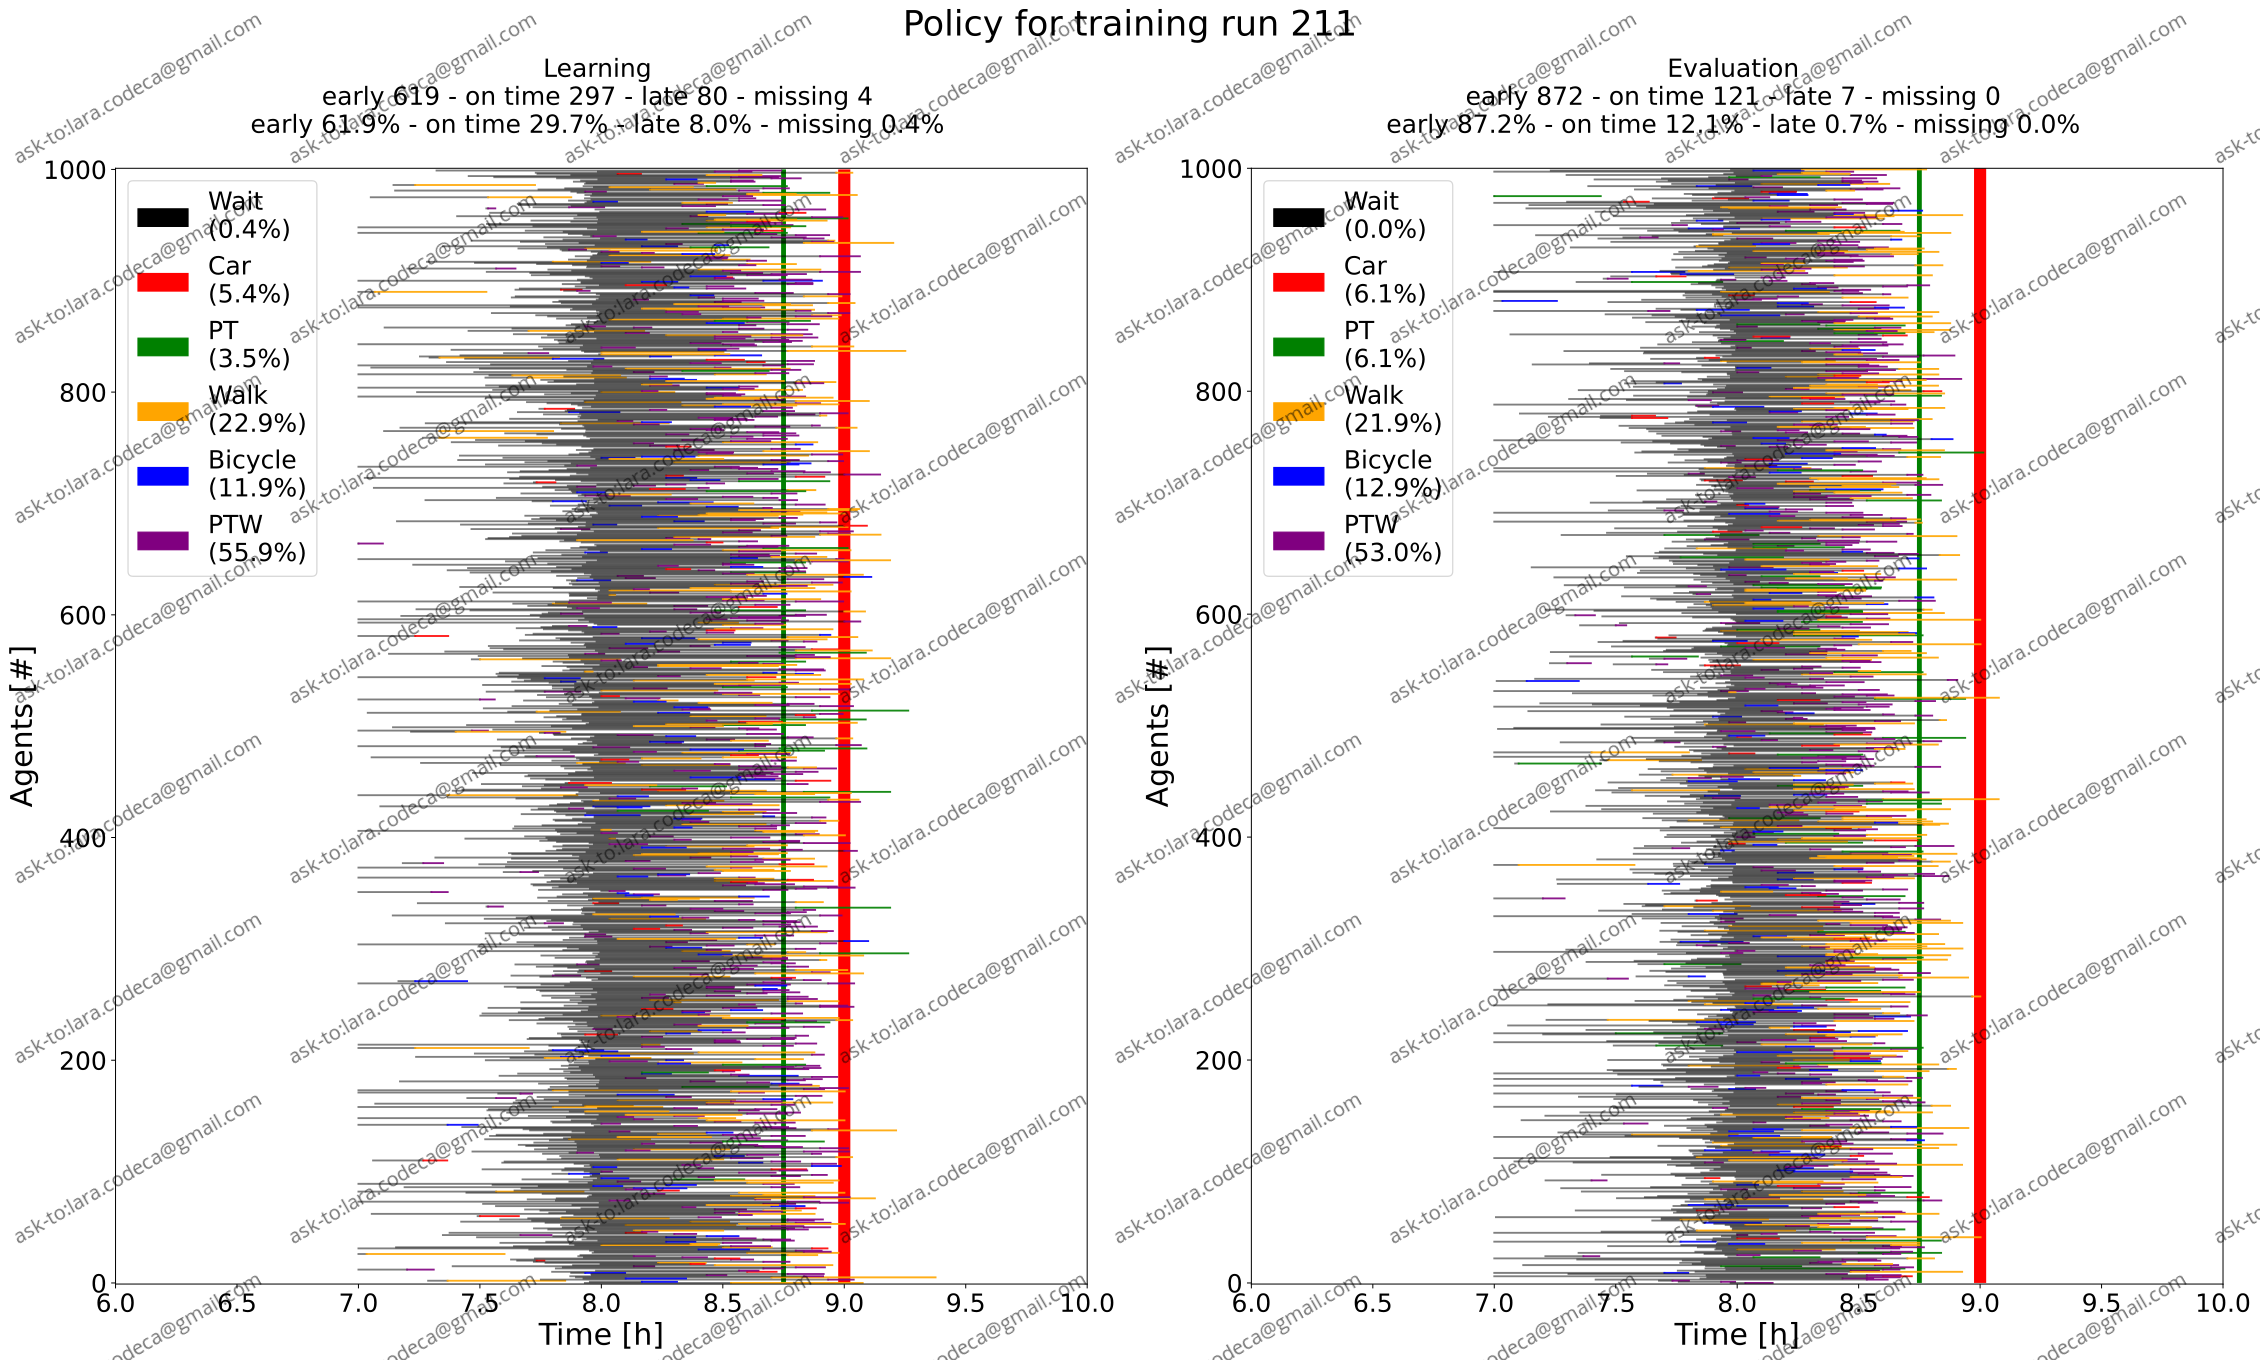 Policy for training run 211
Learning
early 619 - on time 297 - late 80 - missing 4
early 61.9% - on time 29.7% - late 8.0% - missing 0.4%
Wait
(0.4%)
Car
(5.4%)
PT
(3.5%)
Walk
(22.9%)
Bicycle
(11.9%)
PTW
(55.9%)
1000
800
600
400
200
0
Agents [#]
6.0 6.5 7.0 7.5 8.0 8.5 9.0 9.5 10.0
Time [h]
Evaluation
early 872 - on time 121 - late 7 - missing 0
early 87.2% - on time 12.1% - late 0.7% - missing 0.0%
Wait
(0.0%)
Car
(6.1%)
PT
(6.1%)
Walk
(21.9%)
Bicycle
(12.9%)
PTW
(53.0%)
1000
800
600
400
200
0
Agents [#]
6.0 6.5 7.0 7.5 8.0 8.5 9.0 9.5 10.0
Time [h]
ask-to:lara.codeca@gmail.com